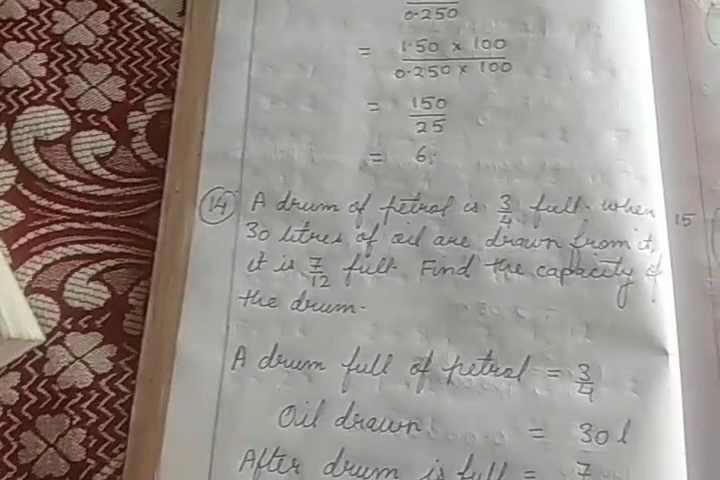 0.250
= 1.50 × 100 / 0.250 × 100
= 150 / 25
= 6.
14 A drum of petrol is 3/4 full. when
30 litres of oil are drawn from it,
it is 7/12 full. Find the capacity of
the drum.
A drum full of petrol = 3/4
Oil drawn = 30 l
After drum is full = 7
15